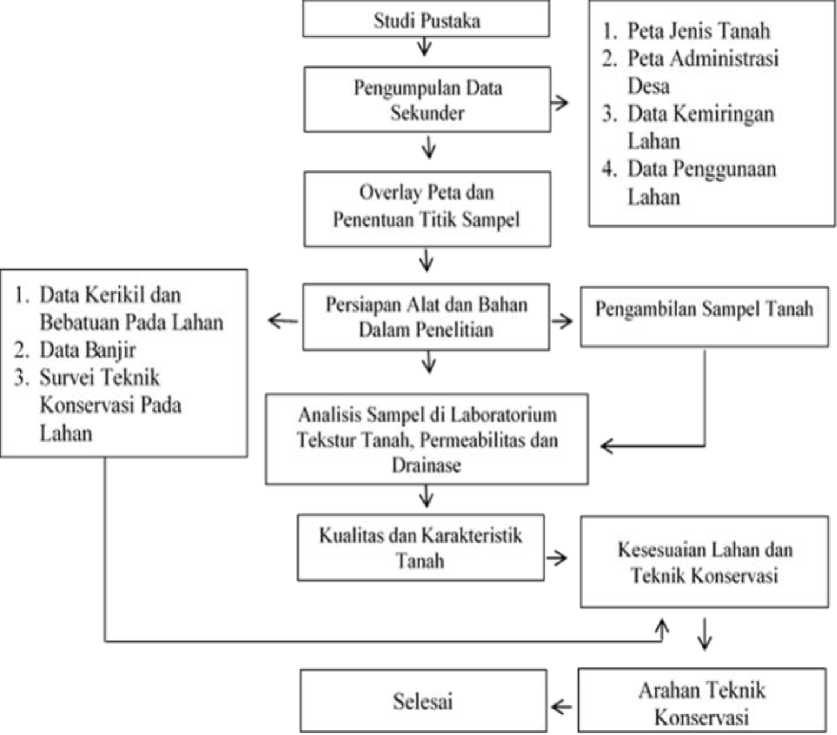 Studi Pustaka
Pengumpulan Data
Sekunder
1. Peta Jenis Tanah
2. Peta Administrasi
Desa
3. Data Kemiringan
Lahan
4. Data Penggunaan
Lahan
Overlay Peta dan
Penentuan Titik Sampel
Persiapan Alat dan Bahan
Dalam Penelitian
1. Data Kerikil dan
Bebatuan Pada Lahan
2. Data Banjir
3. Survei Teknik
Konservasi Pada
Lahan
Pengambilan Sampel Tanah
Analisis Sampel di Laboratorium
Tekstur Tanah, Permeabilitas dan
Drainase
Kualitas dan Karakteristik
Tanah
Kesesuaian Lahan dan
Teknik Konservasi
Arahan Teknik
Konservasi
Selesai